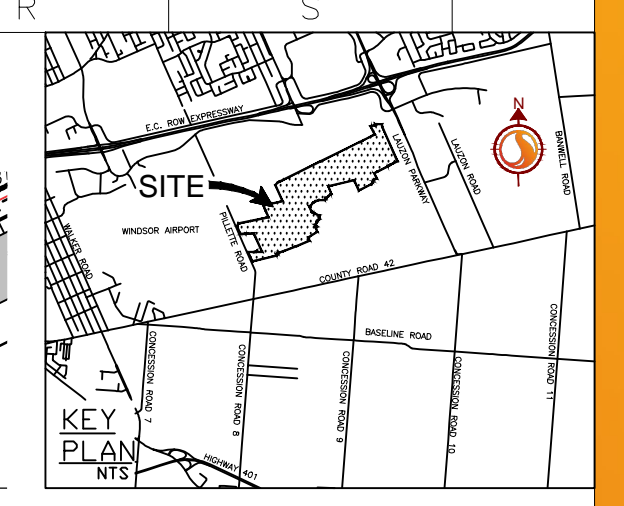 R
S
E.C. ROW EXPRESSWAY
N
LAUZON PARKWAY
LAUZON ROAD
BANWELL ROAD
SITE
WALKER ROAD
WINDSOR AIRPORT
PILLETTE ROAD
COUNTY ROAD 42
BASELINE ROAD
CONCESSION ROAD 7
CONCESSION ROAD 8
CONCESSION ROAD 9
CONCESSION ROAD 10
CONCESSION ROAD 11
KEY
PLAN
NTS
HIGHWAY 401